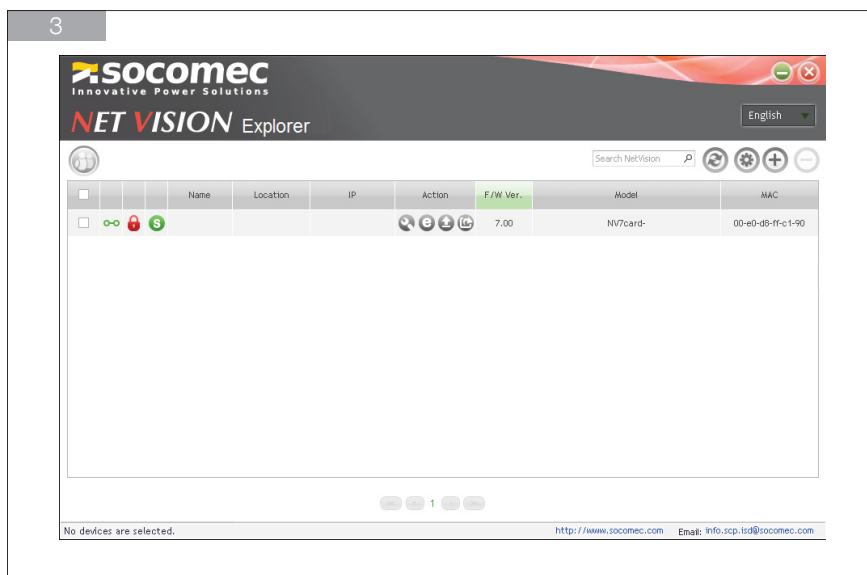 3
socomec
Innovative Power Solutions
NET VISION Explorer
English
Search NetVision
Name Location IP Action F/W Ver. Model MAC
S e 7.00 NV7card- 00-e0-d8-ff-c1-90
1
No devices are selected. http://www.socomec.com Email: info.scp.isd@socomec.com